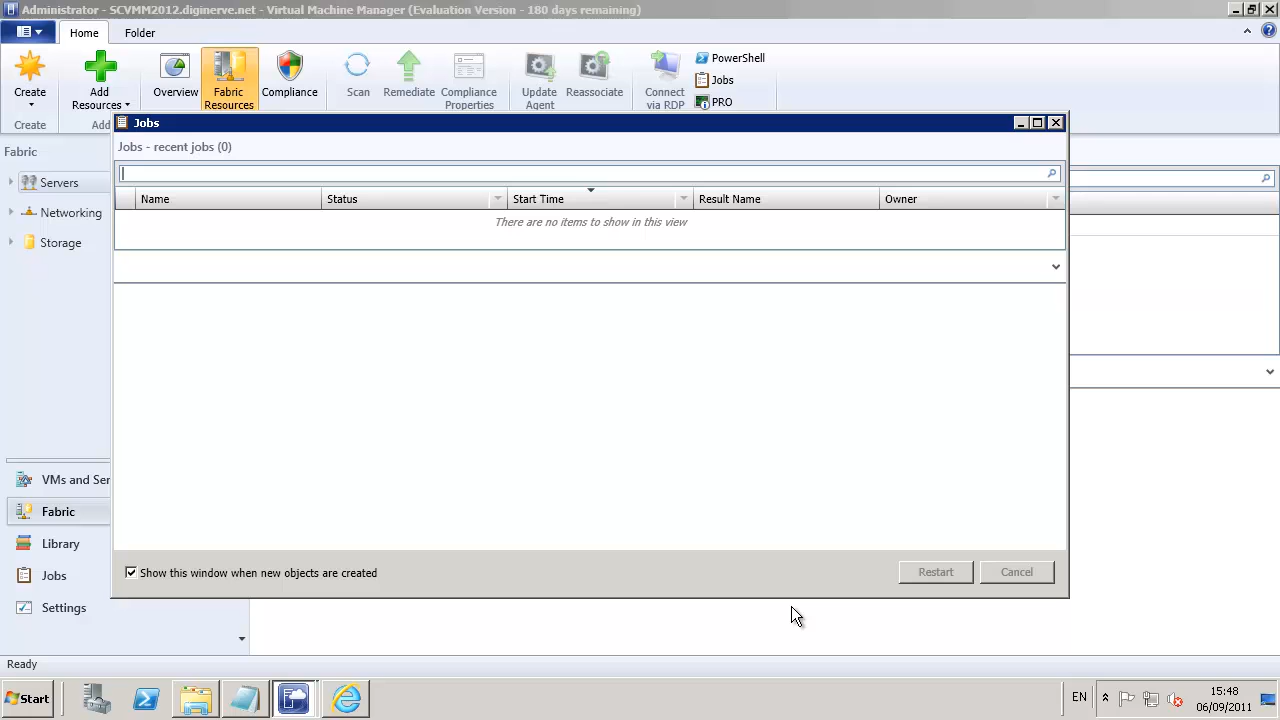 Administrator - SCVMM2012.diginerve.net - Virtual Machine Manager (Evaluation Version - 180 days remaining)
Home Folder
Create
Add Resources
Overview
Fabric Resources
Compliance
Scan
Remediate
Compliance Properties
Update Agent
Reassociate
Connect via RDP
PowerShell
Jobs
PRO
Create
Add
Fabric
Servers
Networking
Storage
Jobs
Jobs - recent jobs (0)
Name Status Start Time Result Name Owner
There are no items to show in this view
VMs and Ser
Fabric
Library
Jobs
Settings
Show this window when new objects are created
Restart Cancel
Ready
Start
EN
15:48
06/09/2011